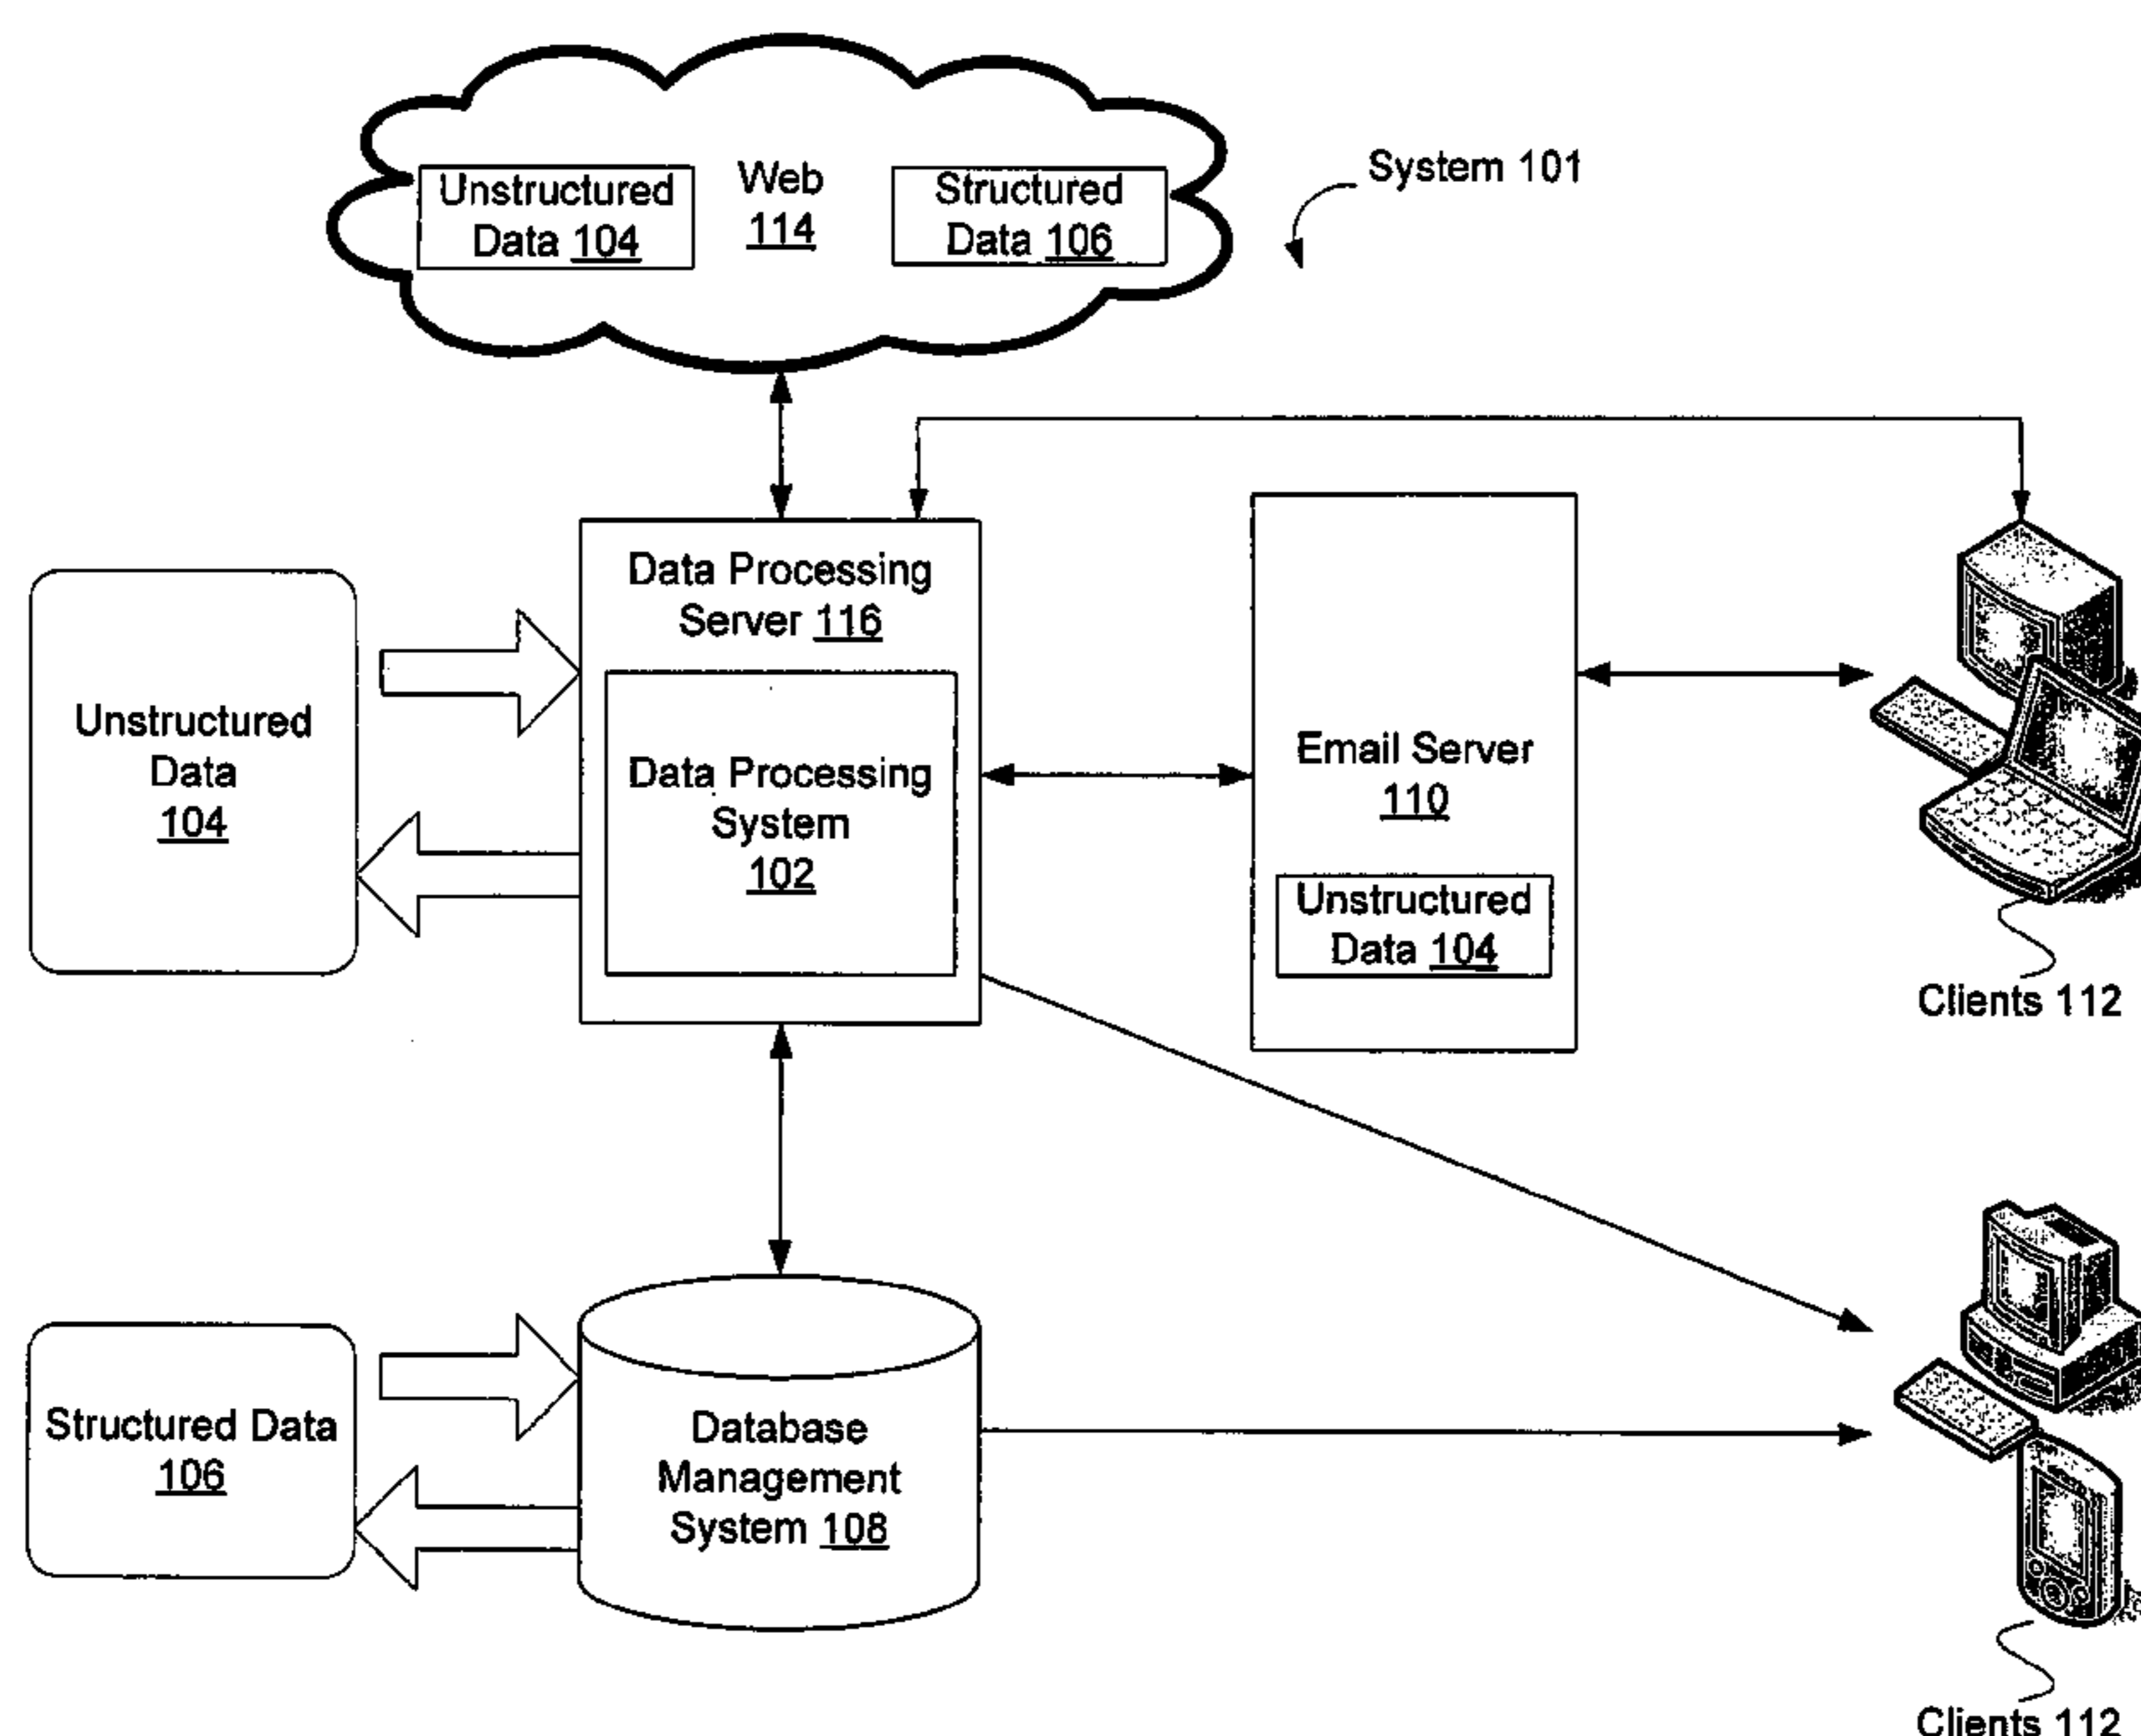 System 101
Unstructured
Data 104
Web
114
Structured
Data 106
Data Processing
Server 116
Unstructured
Data
104
Data Processing
System
102
Email Server
110
Unstructured
Data 104
Clients 112
Structured Data
106
Database
Management
System 108
Clients 112